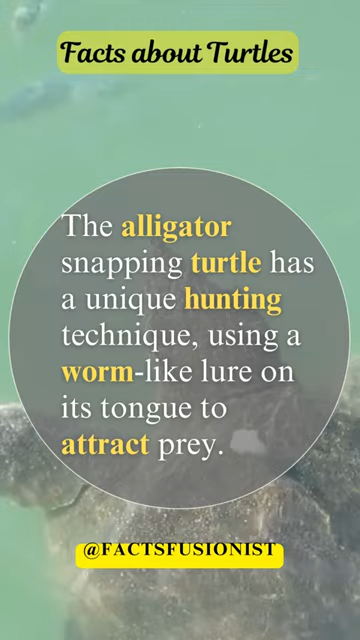 Facts about Turtles
The alligator
snapping turtle has
a unique hunting
technique, using a
worm-like lure on
its tongue to
attract prey.
@FACTSFUSIONIST